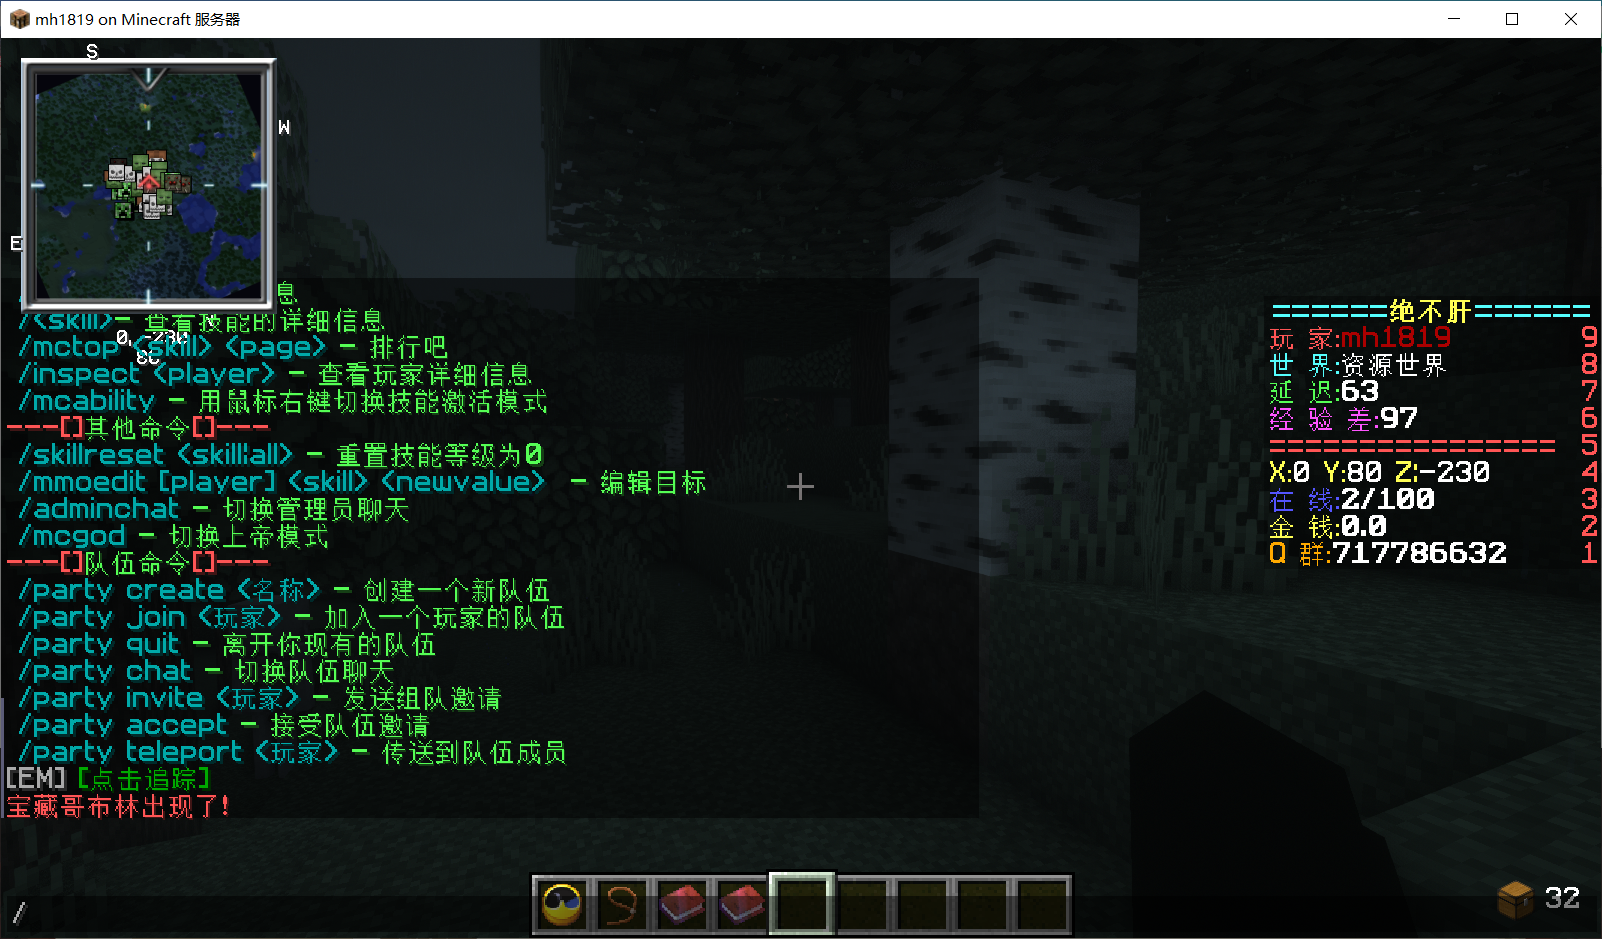 mh1819 on Minecraft 服务器
S
W
E
息
/<skill>- 查看技能的详细信息
0, -230
80
/mctop <skill> <page> - 排行吧
/inspect <player> - 查看玩家详细信息
/mcability - 用鼠标右键切换技能激活模式
---[]其他命令[]---
/skillreset <skill|all> - 重置技能等级为0
/mmoedit [player] <skill> <newvalue>  - 编辑目标
/adminchat - 切换管理员聊天
/mcgod - 切换上帝模式
---[]队伍命令[]---
/party create <名称> - 创建一个新队伍
/party join <玩家> - 加入一个玩家的队伍
/party quit - 离开你现有的队伍
/party chat - 切换队伍聊天
/party invite <玩家> - 发送组队邀请
/party accept - 接受队伍邀请
/party teleport <玩家> - 传送到队伍成员
[EM] [点击追踪]
宝藏哥布林出现了!
/
======绝不肝======
玩 家:mh1819 9
世 界:资源世界 8
延 迟:63 7
经 验 差:97 6
=============== 5
X:0 Y:80 Z:-230 4
在 线:2/100 3
金 钱:0.0 2
Q 群:717786632 1
32